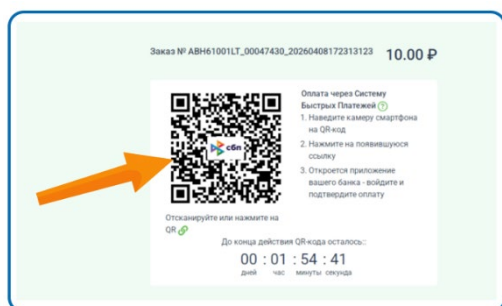 Заказ № ABH61001LT_00047430_20260408172313123
10.00 ₽
сбп
Оплата через Систему
Быстрых Платежей ?
1. Наведите камеру смартфона
на QR-код
2. Нажмите на появившуюся
ссылку
3. Откроется приложение
вашего банка - войдите и
подтвердите оплату
Отсканируйте или нажмите на
QR
До конца действия QR-кода осталось::
00 : 01 : 54 : 41
дней час минуты секунда